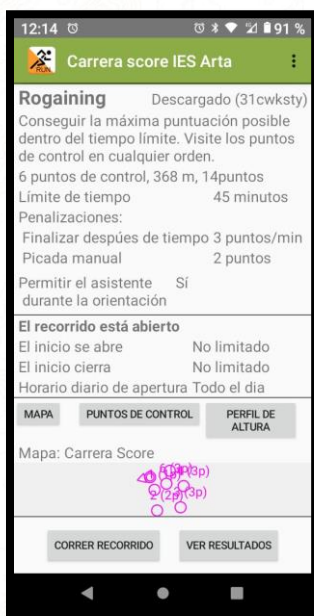 12:14 91 %
RUN Carrera score IES Arta
Rogaining Descargado (31cwksty)
Conseguir la máxima puntuación posible
dentro del tiempo límite. Visite los puntos
de control en cualquier orden.
6 puntos de control, 368 m, 14puntos
Límite de tiempo 45 minutos
Penalizaciones:
Finalizar despúes de tiempo 3 puntos/min
Picada manual 2 puntos
Permitir el asistente Sí
durante la orientación
El recorrido está abierto
El inicio se abre No limitado
El inicio cierra No limitado
Horario diario de apertura Todo el dia
MAPA PUNTOS DE CONTROL PERFIL DE
ALTURA
Mapa: Carrera Score
(3p)
2 (2p) (3p)
CORRER RECORRIDO VER RESULTADOS